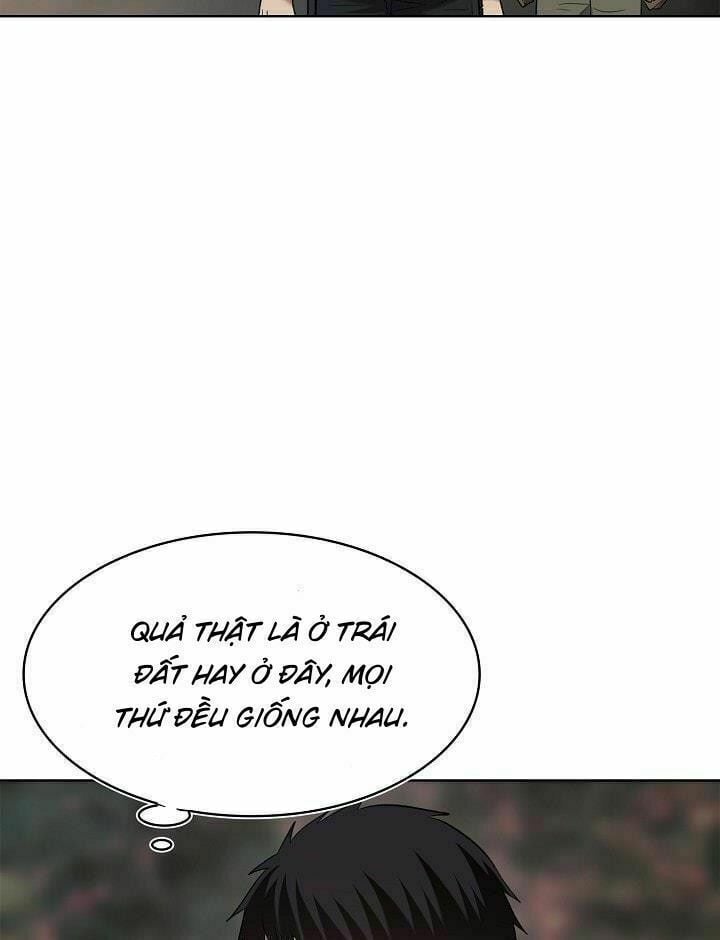 QUẢ THẬT LÀ Ở TRÁI
ĐẤT HAY Ở ĐÂY, MỌI
THỨ ĐỀU GIỐNG NHAU.